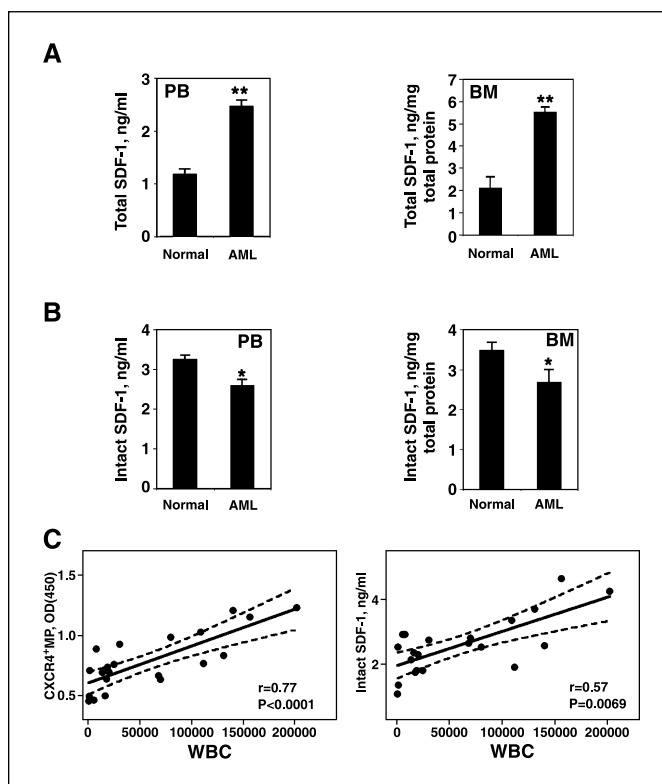 A
Total SDF-1, ng/ml
3
2
1
0
PB
**
Normal AML
Total SDF-1, ng/mg
total protein
7
6
5
4
3
2
1
0
BM
**
Normal AML
B
Intact SDF-1, ng/ml
4
3
2
1
0
PB
*
Normal AML
Intact SDF-1, ng/mg
total protein
4
3
2
1
0
BM
*
Normal AML
C
CXCR4⁺MP, OD(450)
1.5
1.0
0.5
r=0.77
P<0.0001
0 50000 100000 150000 200000
WBC
Intact SDF-1, ng/ml
4
2
r=0.57
P=0.0069
0 50000 100000 150000 200000
WBC